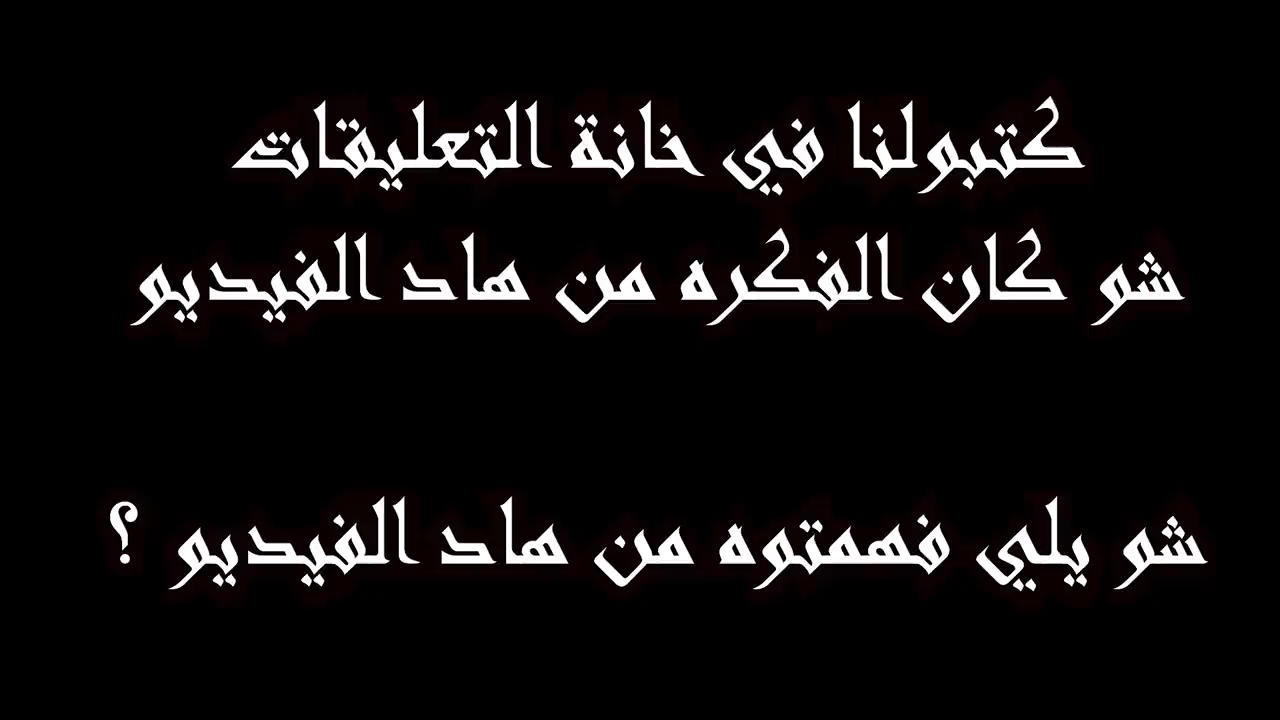 كتبولنا في خانة التعليقات
شو كان الفكره من هاد الفيديو
شو يلي فهمتوه من هاد الفيديو ؟